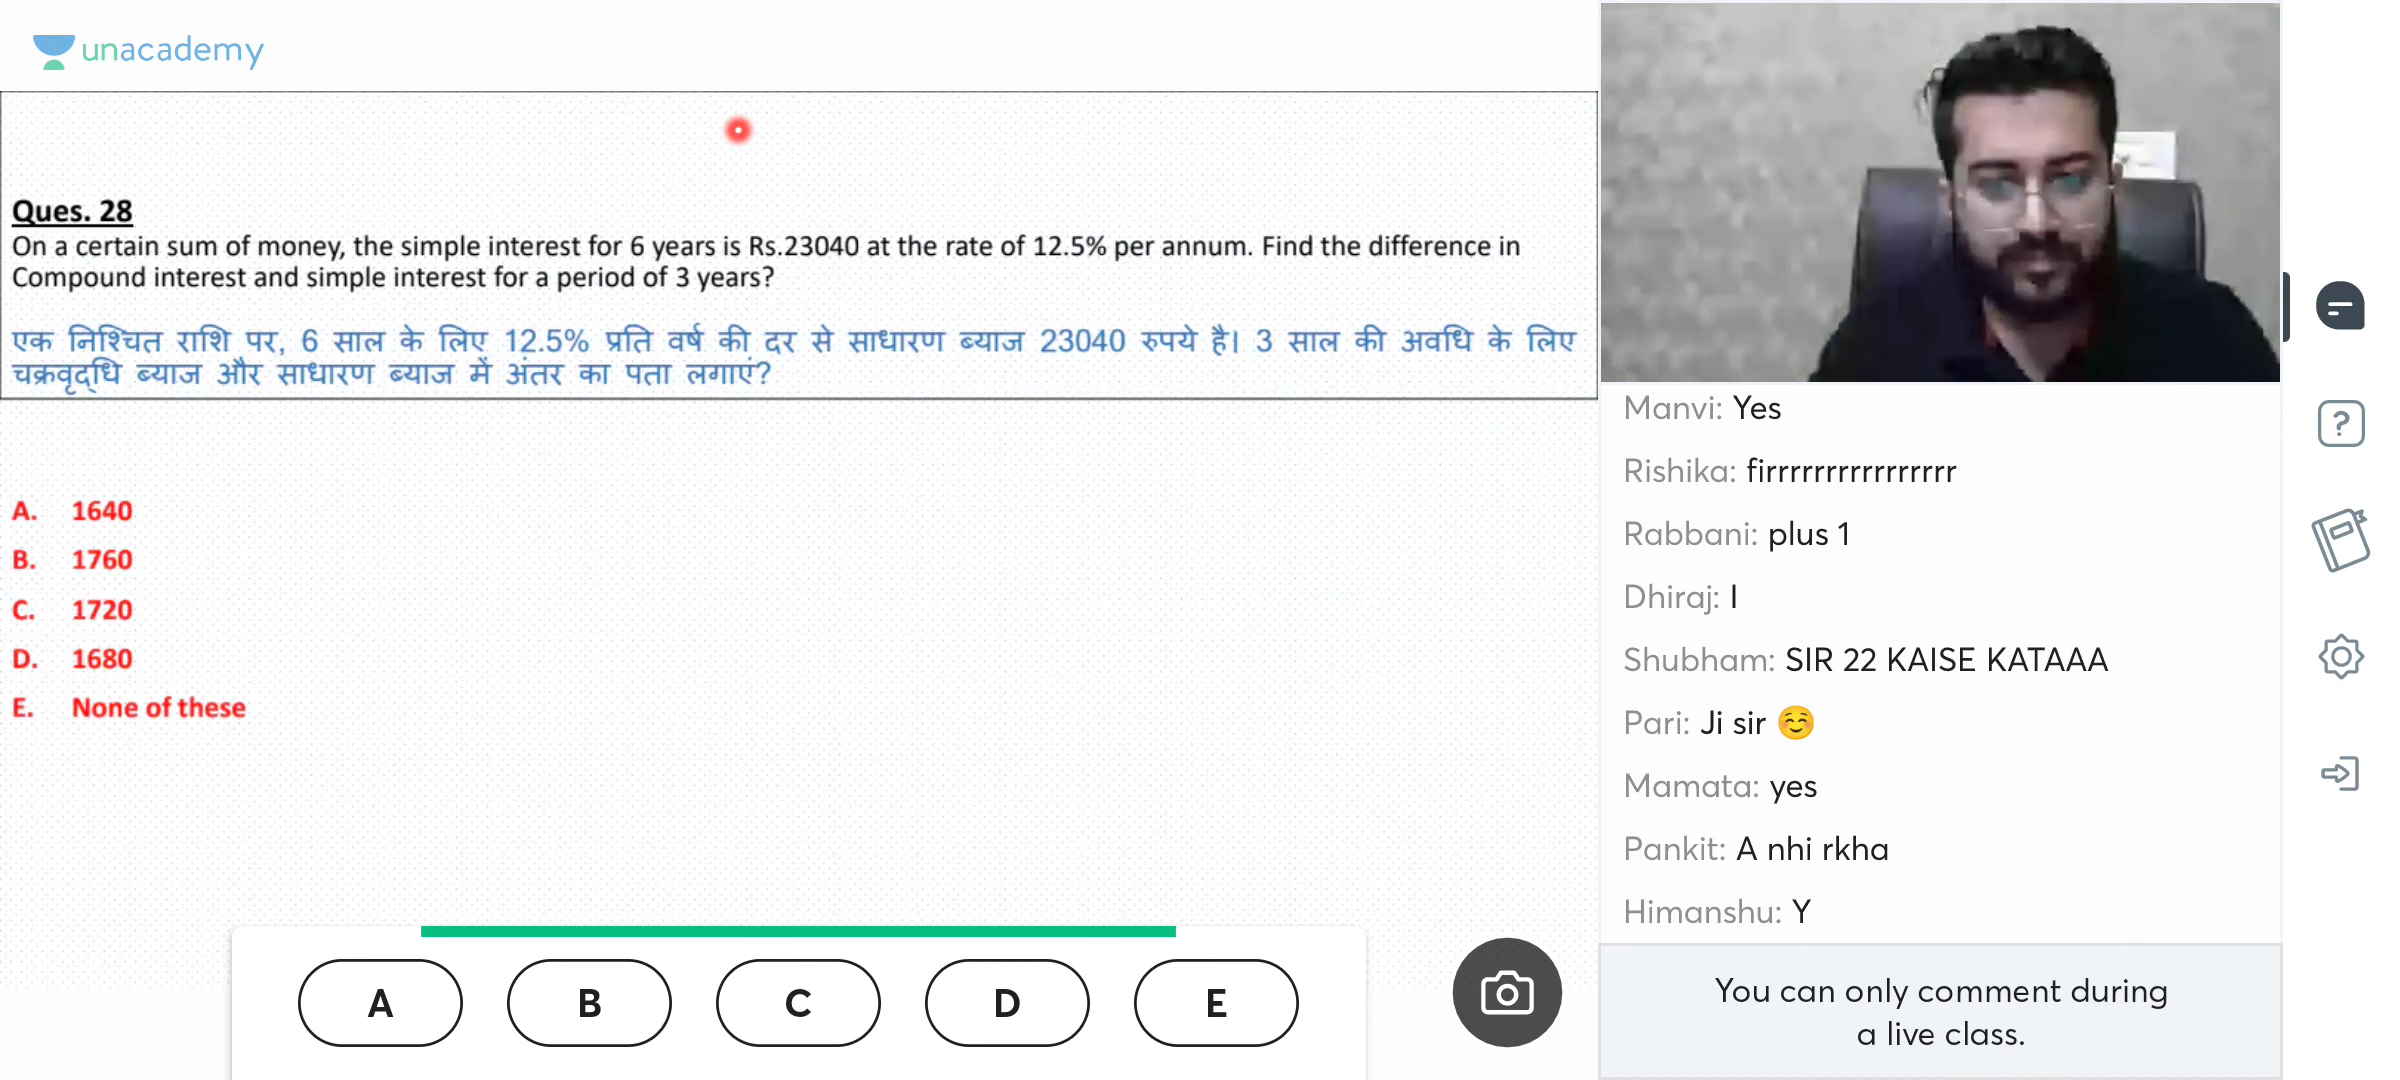 unacademy
Ques. 28
On a certain sum of money, the simple interest for 6 years is Rs.23040 at the rate of 12.5% per annum. Find the difference in
Compound interest and simple interest for a period of 3 years?
एक निश्चित राशि पर, 6 साल के लिए 12.5% प्रति वर्ष की दर से साधारण ब्याज 23040 रुपये है। 3 साल की अवधि के लिए
चक्रवृद्धि ब्याज और साधारण ब्याज में अंतर का पता लगाएं?
A. 1640
B. 1760
C. 1720
D. 1680
E. None of these
A B C D E
Manvi: Yes
Rishika: firrrrrrrrrrrrrrrr
Rabbani: plus 1
Dhiraj: I
Shubham: SIR 22 KAISE KATAAA
Pari: Ji sir ☺️
Mamata: yes
Pankit: A nhi rkha
Himanshu: Y
You can only comment during
a live class.
?